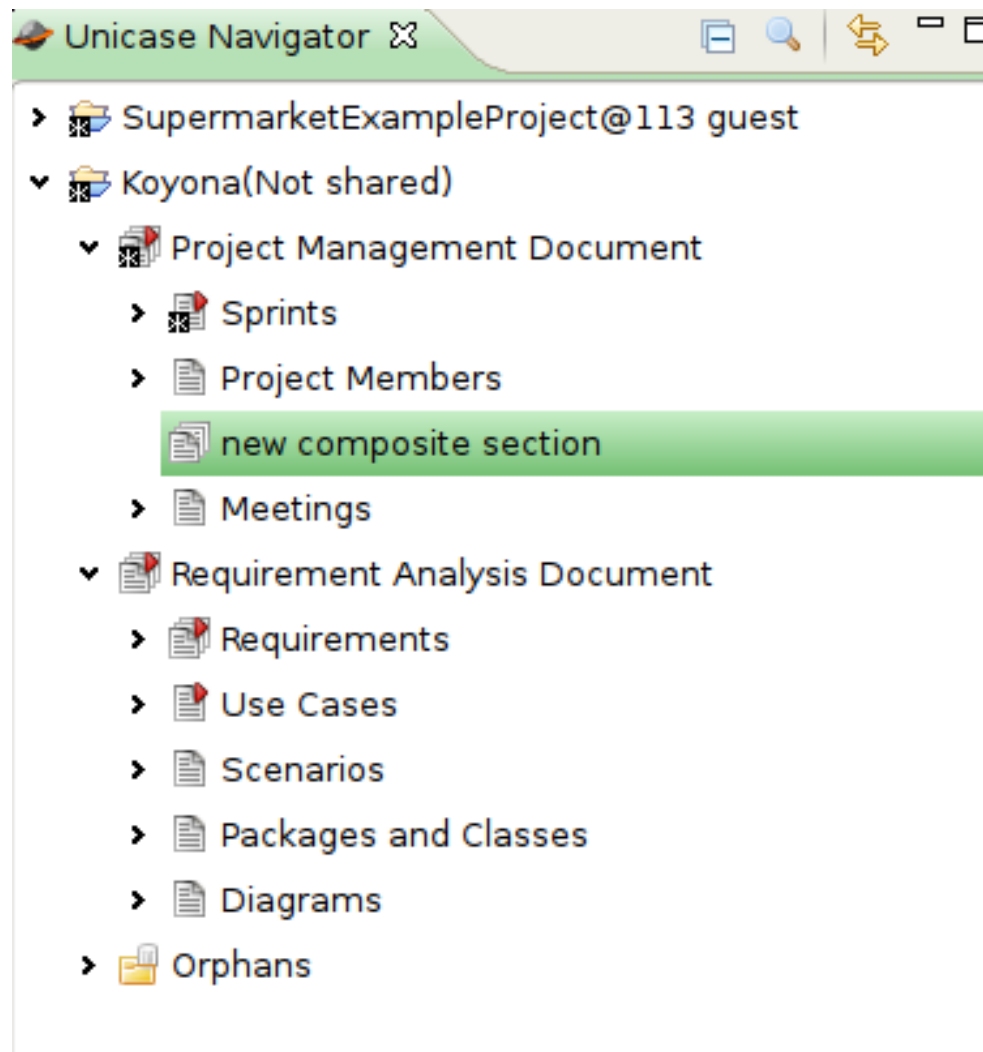 Unicase Navigator
SupermarketExampleProject@113 guest
Koyona(Not shared)
Project Management Document
Sprints
Project Members
new composite section
Meetings
Requirement Analysis Document
Requirements
Use Cases
Scenarios
Packages and Classes
Diagrams
Orphans